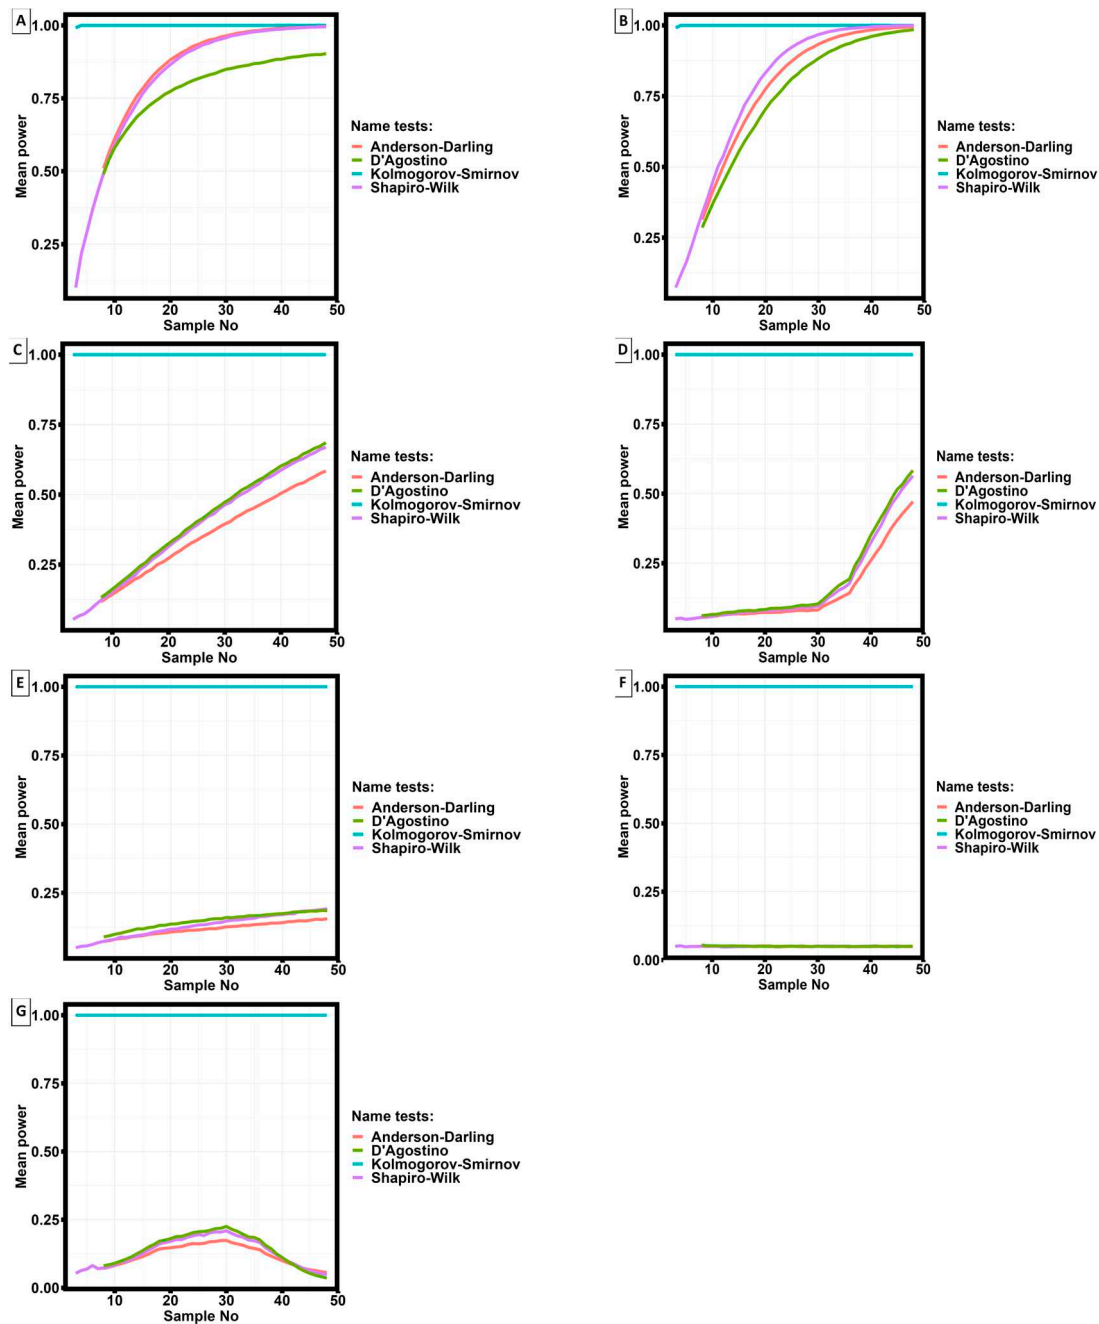 A
1.00
0.75
0.50
0.25
Mean power
10 20 30 40 50
Sample No
Name tests:
Anderson-Darling
D'Agostino
Kolmogorov-Smirnov
Shapiro-Wilk
B
1.00
0.75
0.50
0.25
Mean power
10 20 30 40 50
Sample No
Name tests:
Anderson-Darling
D'Agostino
Kolmogorov-Smirnov
Shapiro-Wilk
C
1.00
0.75
0.50
0.25
Mean power
10 20 30 40 50
Sample No
Name tests:
Anderson-Darling
D'Agostino
Kolmogorov-Smirnov
Shapiro-Wilk
D
1.00
0.75
0.50
0.25
Mean power
10 20 30 40 50
Sample No
Name tests:
Anderson-Darling
D'Agostino
Kolmogorov-Smirnov
Shapiro-Wilk
E
1.00
0.75
0.50
0.25
Mean power
10 20 30 40 50
Sample No
Name tests:
Anderson-Darling
D'Agostino
Kolmogorov-Smirnov
Shapiro-Wilk
F
1.00
0.75
0.50
0.25
0.00
Mean power
10 20 30 40 50
Sample No
Name tests:
Anderson-Darling
D'Agostino
Kolmogorov-Smirnov
Shapiro-Wilk
G
1.00
0.75
0.50
0.25
0.00
Mean power
10 20 30 40 50
Sample No
Name tests:
Anderson-Darling
D'Agostino
Kolmogorov-Smirnov
Shapiro-Wilk